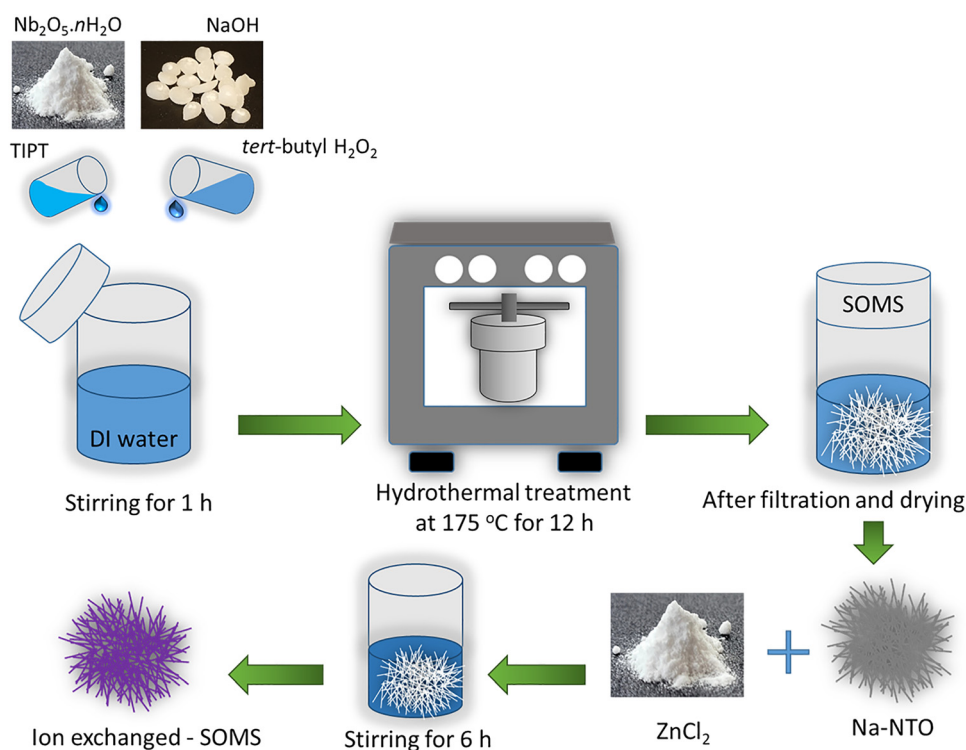 Nb₂O₅.nH₂O
NaOH
TIPT
tert-butyl H₂O₂
DI water
Stirring for 1 h
Hydrothermal treatment
at 175 °C for 12 h
SOMS
After filtration and drying
Ion exchanged - SOMS
Stirring for 6 h
ZnCl₂
Na-NTO